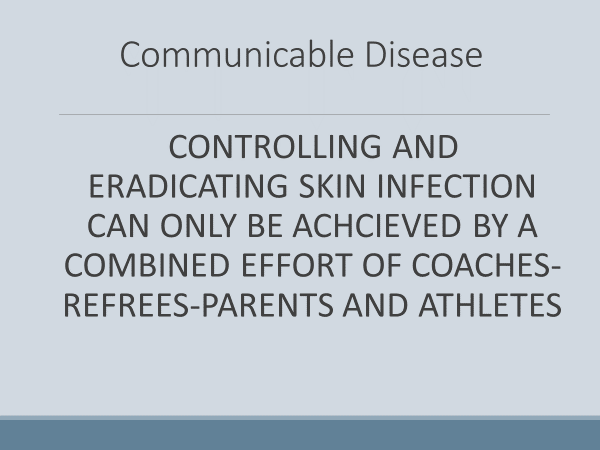 Communicable Disease
CONTROLLING AND
ERADICATING SKIN INFECTION
CAN ONLY BE ACHCIEVED BY A
COMBINED EFFORT OF COACHES-
REFREES-PARENTS AND ATHLETES